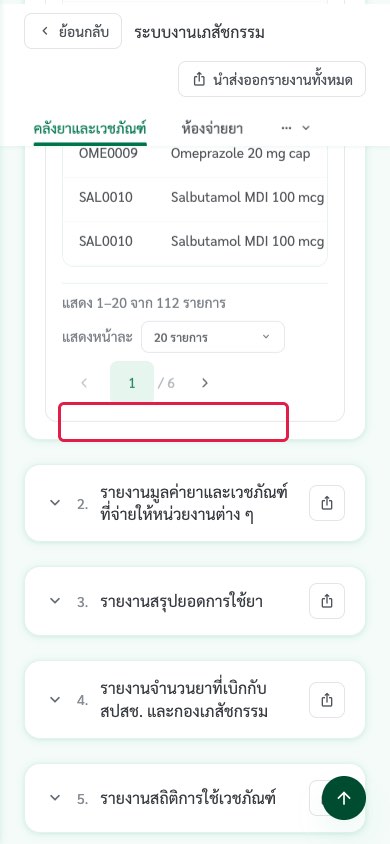 ย้อนกลับ
ระบบงานเภสัชกรรม
นำส่งออกรายงานทั้งหมด
คลังยาและเวชภัณฑ์
ห้องจ่ายยา
...
OME0009 Omeprazole 20 mg cap
SAL0010 Salbutamol MDI 100 mcg
SAL0010 Salbutamol MDI 100 mcg
แสดง 1–20 จาก 112 รายการ
แสดงหน้าละ 20 รายการ
1 / 6
2. รายงานมูลค่ายาและเวชภัณฑ์
ที่จ่ายให้หน่วยงานต่าง ๆ
3. รายงานสรุปยอดการใช้ยา
4. รายงานจำนวนยาที่เบิกกับ
สปสช. และกองเภสัชกรรม
5. รายงานสถิติการใช้เวชภัณฑ์